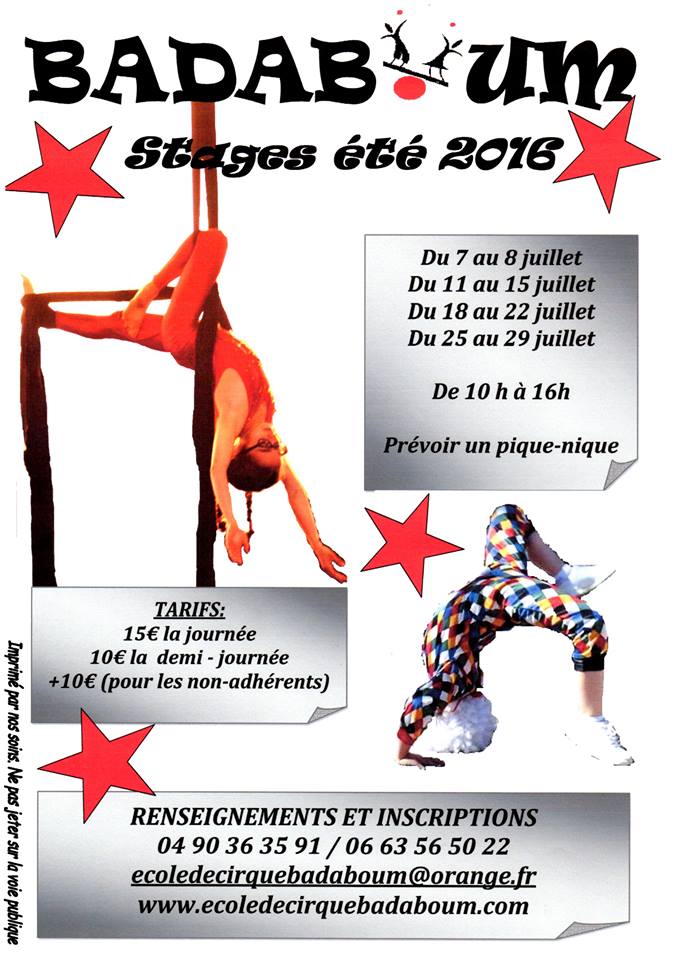 BADABOUM
Stages été 2016
Du 7 au 8 juillet
Du 11 au 15 juillet
Du 18 au 22 juillet
Du 25 au 29 juillet
De 10 h à 16h
Prévoir un pique-nique
TARIFS:
15€ la journée
10€ la demi - journée
+10€ (pour les non-adhérents)
Imprimé par nos soins. Ne pas jeter sur la voie publique
RENSEIGNEMENTS ET INSCRIPTIONS
04 90 36 35 91 / 06 63 56 50 22
ecoledecirquebadaboum@orange.fr
www.ecoledecirquebadaboum.com